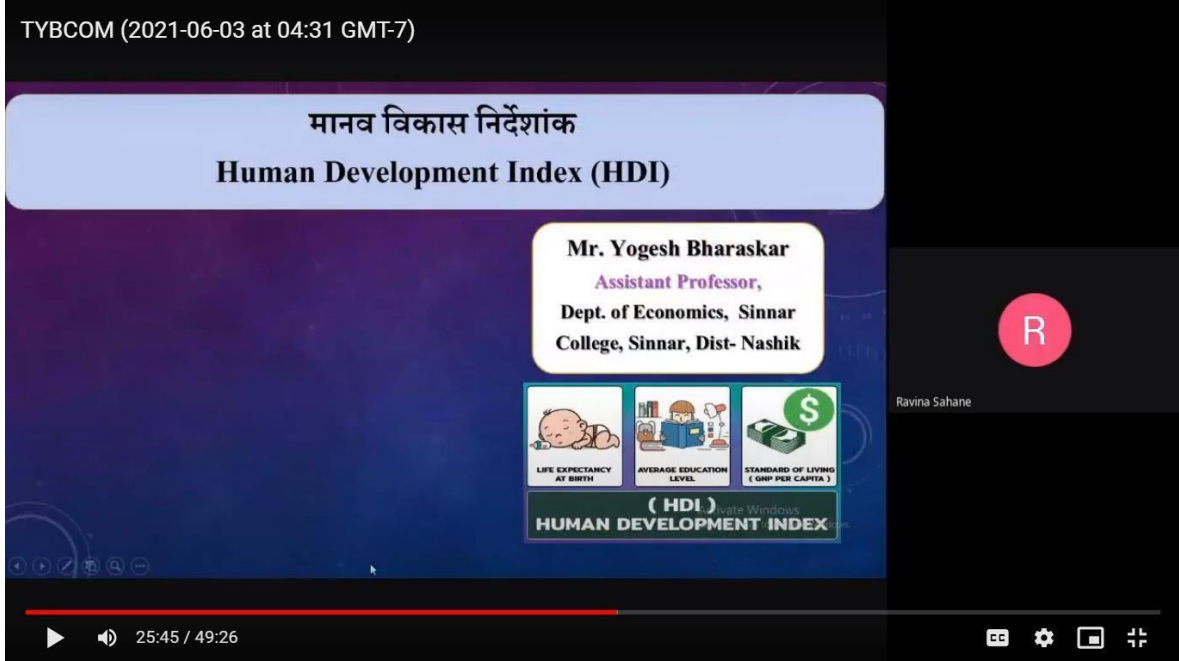 TYBCOM (2021-06-03 at 04:31 GMT-7)
मानव विकास निर्देशांक
Human Development Index (HDI)
Mr. Yogesh Bharaskar
Assistant Professor,
Dept. of Economics, Sinnar
College, Sinnar, Dist- Nashik
LIFE EXPECTANCY
AT BIRTH
AVERAGE EDUCATION
LEVEL
STANDARD OF LIVING
( GNP PER CAPITA )
$
( HDI )
HUMAN DEVELOPMENT INDEX
R
Ravina Sahane
25:45 / 49:26
CC